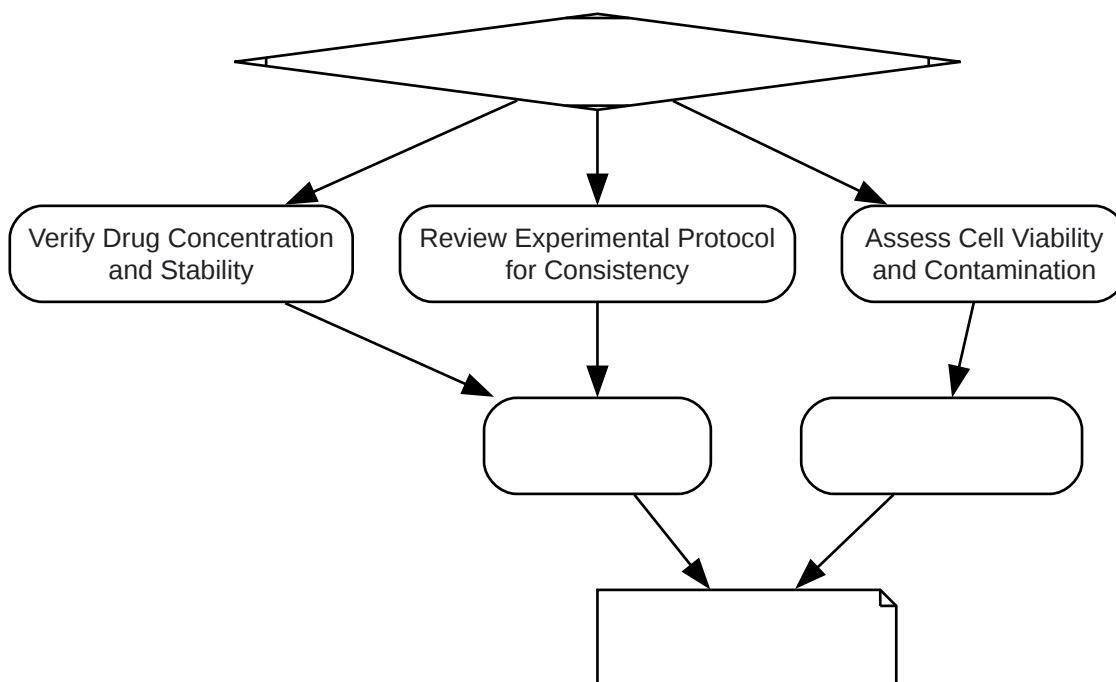 Verify Drug Concentration
and Stability
Review Experimental Protocol
for Consistency
Assess Cell Viability
and Contamination